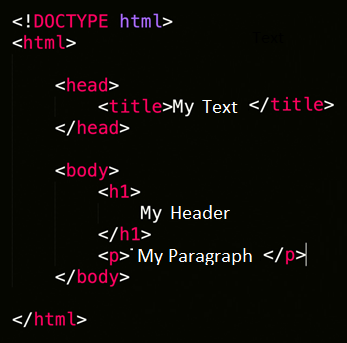 <!DOCTYPE html>
<html>
<head>
<title>My Text </title>
</head>
<body>
<h1>
My Header
</h1>
<p> My Paragraph </p>
</body>
</html>